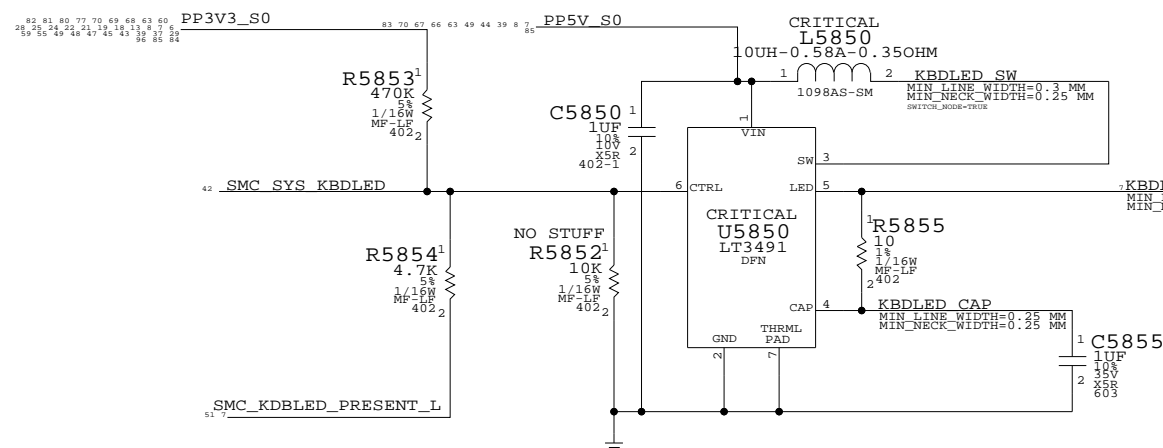 82 81 80 77 70 69 68 63 60
28 25 24 22 21 19 18 13 8 7 6
59 55 49 48 47 45 43 39 37 29
96 85 84
PP3V3_S0
83 70 67 66 63 49 44 39 8 7
85
PP5V_S0
CRITICAL
L5850
10UH-0.58A-0.35OHM
1
2
1098AS-SM
KBDLED_SW
MIN_LINE_WIDTH=0.3 MM
MIN_NECK_WIDTH=0.25 MM
SWITCH_NODE=TRUE
R5853
1
470K
5%
1/16W
MF-LF
402
2
C5850
1
1UF
10%
10V
X5R
402-1
2
1
VIN
SW
3
42
SMC_SYS_KBDLED
6
CTRL
LED
5
7
KBD
MIN_
MIN_
CRITICAL
U5850
LT3491
DFN
R5854
1
4.7K
5%
1/16W
MF-LF
402
2
NO STUFF
R5852
1
10K
5%
1/16W
MF-LF
402
2
R5855
1
10
1%
1/16W
MF-LF
402
2
CAP
4
KBDLED_CAP
MIN_LINE_WIDTH=0.25 MM
MIN_NECK_WIDTH=0.25 MM
GND
2
THRML
PAD
7
C5855
1
1UF
10%
35V
X5R
603
2
51 7
SMC_KDBLED_PRESENT_L